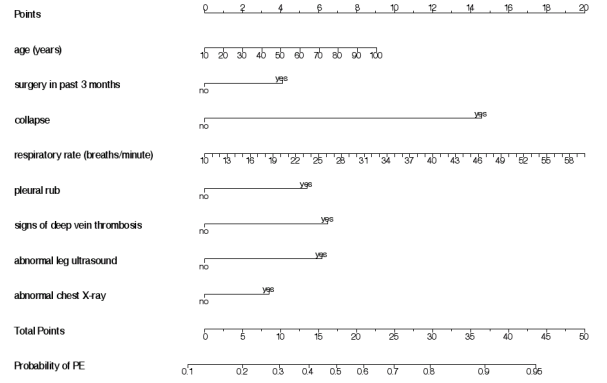 Points 0 2 4 6 8 10 12 14 16 18 20
age (years) 10 20 30 40 50 60 70 80 90 100
surgery in past 3 months no yes
collapse no yes
respiratory rate (breaths/minute) 10 13 16 19 22 25 28 31 34 37 40 43 46 49 52 55 58
pleural rub no yes
signs of deep vein thrombosis no yes
abnormal leg ultrasound no yes
abnormal chest X-ray no yes
Total Points 0 5 10 15 20 25 30 35 40 45 50
Probability of PE 0.1 0.2 0.3 0.4 0.5 0.6 0.7 0.8 0.9 0.95